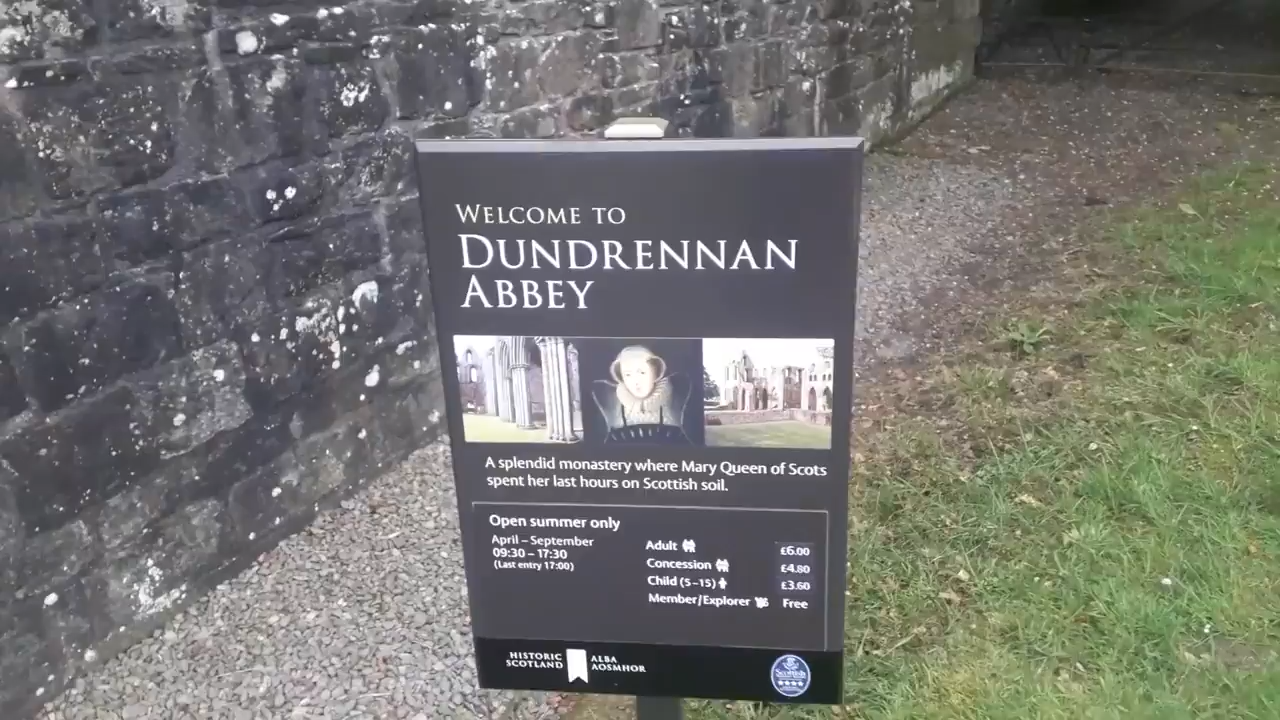 WELCOME TO
DUNDRENNAN
ABBEY
A splendid monastery where Mary Queen of Scots
spent her last hours on Scottish soil.
Open summer only
April – September
09:30 – 17:30
(Last entry 17:00)
Adult £6.00
Concession £4.80
Child (5–15) £3.60
Member/Explorer Free
HISTORIC
SCOTLAND
ALBA
AOSMHOR
Scottish